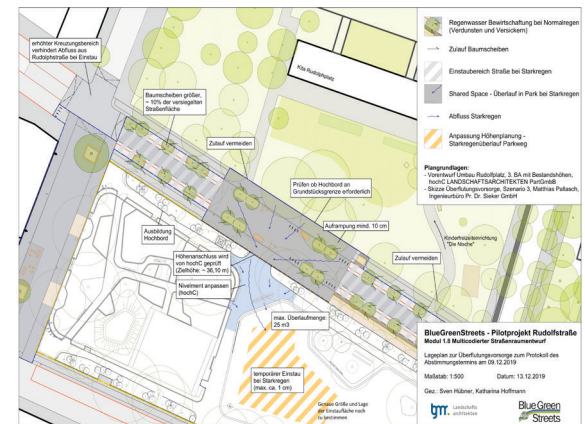 erhöhter Kreuzungsbereich
verhindert Abfluss aus
Rudolphstraße bei Einstau
Baumscheiben größer,
~ 10% der versiegelten
Straßenfläche
Kita Rudolphplatz
Zulauf vermeiden
Prüfen ob Hochbord an
Grundstücksgrenze erforderlich
Auframpung mind. 10 cm
Ausbildung
Hochbord
Höhenanschluss wird
von hochC geprüft
(Zielhöhe: ~ 36,10 m)
Nivelment anpassen
(hochC)
Kinderfreizeiteinrichtung
"Die Nische"
Zulauf vermeiden
max. Überlaufmenge:
25 m3
temporärer Einstau
bei Starkregen
(max. ca. 1 cm)
Genaue Größe und Lage
der Einstaufläche noch
zu bestimmen
Regenwasser Bewirtschaftung bei Normalregen
(Verdunsten und Versickern)
Zulauf Baumscheiben
Einstaubereich Straße bei Starkregen
Shared Space - Überlauf in Park bei Starkregen
Abfluss Starkregen
Anpassung Höhenplanung -
Starkregenüberlauf Parkweg
Plangrundlagen:
- Vorentwurf Umbau Rudolfplatz, 3. BA mit Bestandshöhen,
hochC LANDSCHAFTSARCHITEKTEN PartGmbB
- Skizze Überflutungsvorsorge, Szenario 3, Matthias Pallasch,
Ingenieurbüro Pr. Dr. Sieker GmbH
BlueGreenStreets - Pilotprojekt Rudolfstraße
Modul 1.8 Multicodierter Straßenraumentwurf
Lageplan zur Überflutungsvorsorge zum Protokoll des
Abstimmungstermins am 09.12.2019
Maßstab: 1:500 Datum: 13.12.2019
Gez.: Sven Hübner, Katharina Hoffmann
bgmr. Landschafts
architekten
BlueGreen
Streets